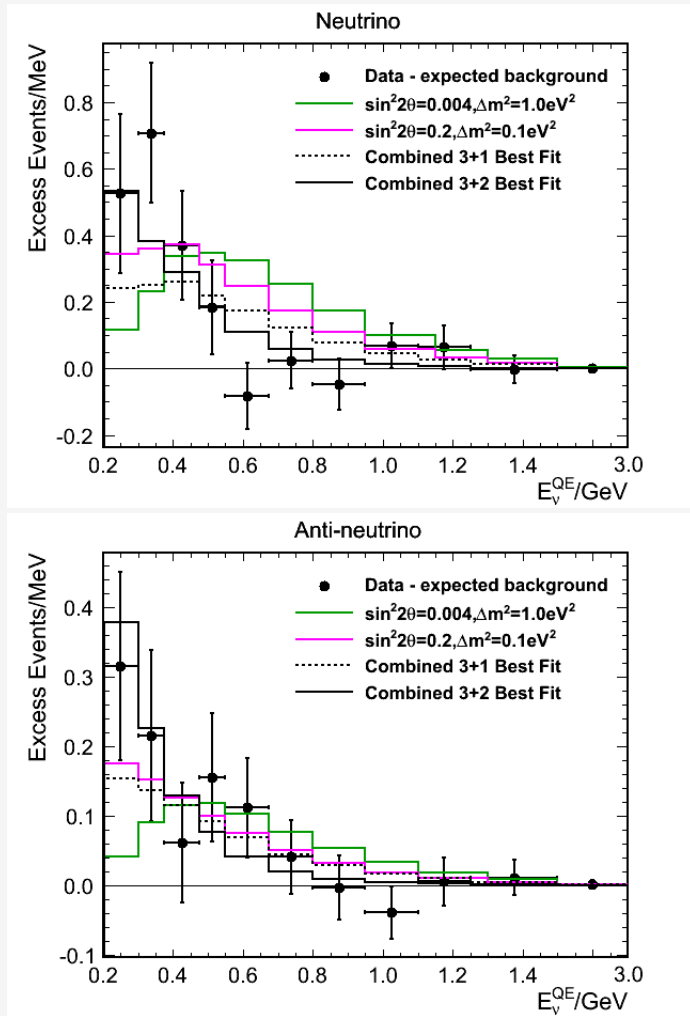 Neutrino
Excess Events/MeV
Data - expected background
sin²2θ=0.004,Δm²=1.0eV²
sin²2θ=0.2,Δm²=0.1eV²
Combined 3+1 Best Fit
Combined 3+2 Best Fit
0.8
0.6
0.4
0.2
0.0
-0.2
0.2 0.4 0.6 0.8 1.0 1.2 1.4 3.0
E_ν^QE/GeV
Anti-neutrino
Excess Events/MeV
Data - expected background
sin²2θ=0.004,Δm²=1.0eV²
sin²2θ=0.2,Δm²=0.1eV²
Combined 3+1 Best Fit
Combined 3+2 Best Fit
0.4
0.3
0.2
0.1
0.0
-0.1
0.2 0.4 0.6 0.8 1.0 1.2 1.4 3.0
E_ν^QE/GeV